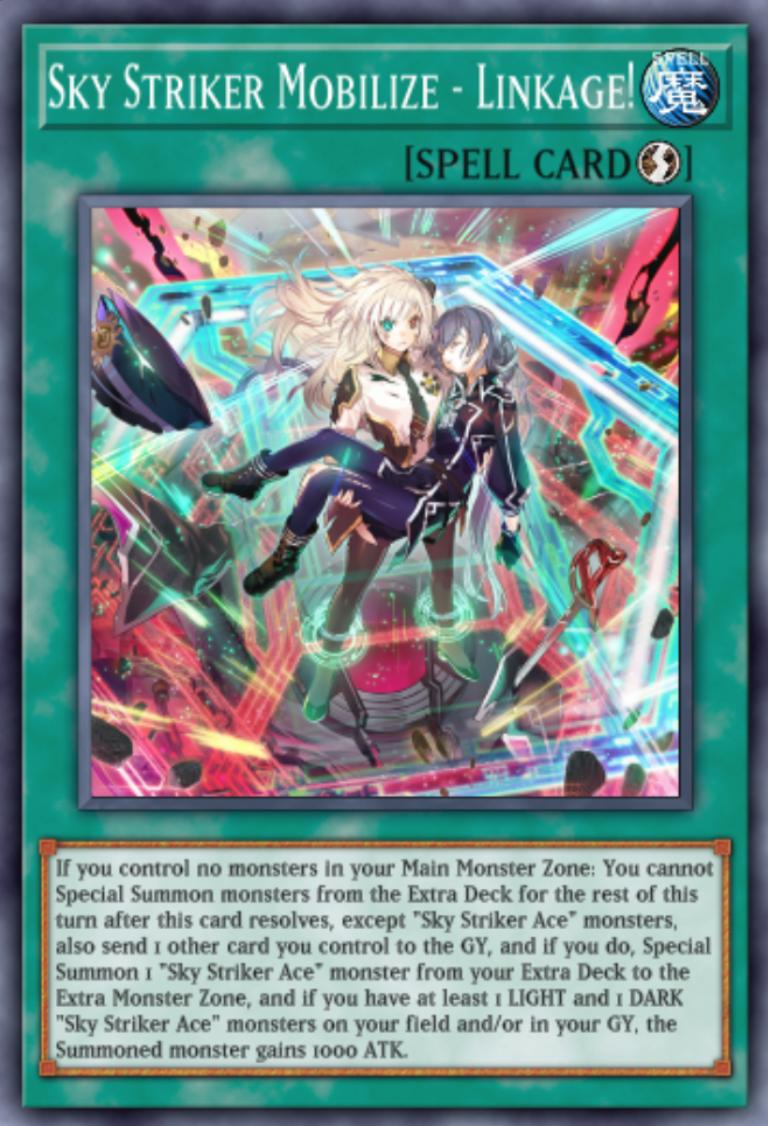 SKY STRIKER MOBILIZE - LINKAGE!
SPELL
魔
[SPELL CARD]
If you control no monsters in your Main Monster Zone: You cannot
Special Summon monsters from the Extra Deck for the rest of this
turn after this card resolves, except "Sky Striker Ace" monsters,
also send 1 other card you control to the GY, and if you do, Special
Summon 1 "Sky Striker Ace" monster from your Extra Deck to the
Extra Monster Zone, and if you have at least 1 LIGHT and 1 DARK
"Sky Striker Ace" monsters on your field and/or in your GY, the
Summoned monster gains 1000 ATK.